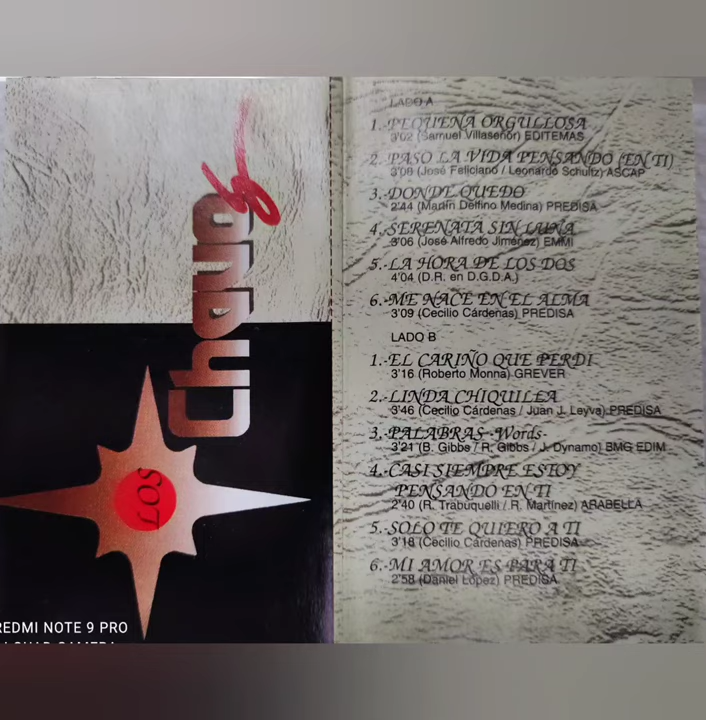 LOS
Chavos
LADO A
1.-PEQUEÑA ORGULLOSA
3'02 (Samuel Villaseñor) EDITEMAS
2.-PASO LA VIDA PENSANDO (EN TI)
3'08 (José Feliciano / Leonardo Schultz) ASCAP
3.-DONDE QUEDO
2'44 (Martín Delfino Medina) PREDISA
4.-SERENATA SIN LUNA
3'06 (José Alfredo Jiménez) EMMI
5.-LA HORA DE LOS DOS
4'04 (D.R. en D.G.D.A.)
6.-ME NACE EN EL ALMA
3'09 (Cecilio Cárdenas) PREDISA
LADO B
1.-EL CARIÑO QUE PERDI
3'16 (Roberto Monna) GREVER
2.-LINDA CHIQUILLA
3'46 (Cecilio Cárdenas / Juan J. Leyva) PREDISA
3.-PALABRAS -Words-
3'21 (B. Gibbs / R. Gibbs / J. Dynamo) BMG EDIM
4.-CASI SIEMPRE ESTOY
PENSANDO EN TI
2'40 (R. Trabuquelli / R. Martínez) ARABELLA
5.-SOLO TE QUIERO A TI
3'18 (Cecilio Cárdenas) PREDISA
6.-MI AMOR ES PARA TI
2'58 (Daniel López) PREDISA
REDMI NOTE 9 PRO